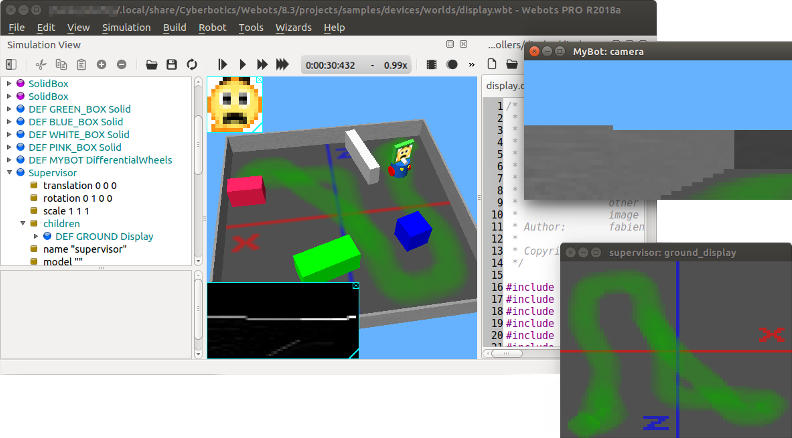 .local/share/Cyberbotics/Webots/8.3/projects/samples/devices/worlds/display.wbt - Webots PRO R2018a
File Edit View Simulation Build Robot Tools Wizards Help
Simulation View
...ollers/
0:00:30:432 - 0.99x
»
SolidBox
SolidBox
DEF GREEN_BOX Solid
DEF BLUE_BOX Solid
DEF WHITE_BOX Solid
DEF PINK_BOX Solid
DEF MYBOT DifferentialWheels
Supervisor
translation 0 0 0
rotation 0 1 0 0
scale 1 1 1
children
DEF GROUND Display
name "supervisor"
model ""
X
Z
display.c
1 /*
2 *
3 *
4 *
5 *
6 *
7 *
8 *
9 * other
10 * image
11 * Author: fabien
12 *
13 * Copyri
14 */
15
16 #include
17 #include
18 #include
19 #include
20 #include
21 #include
MyBot: camera
supervisor: ground_display
X
Z